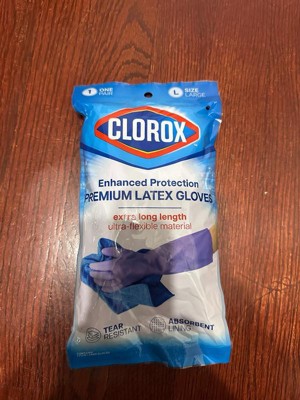 1 ONE
PAIR
L SIZE
LARGE
CLOROX
Enhanced Protection
PREMIUM LATEX GLOVES
extra long length
ultra-flexible material
TEAR
RESISTANT
ABSORBENT
LINING